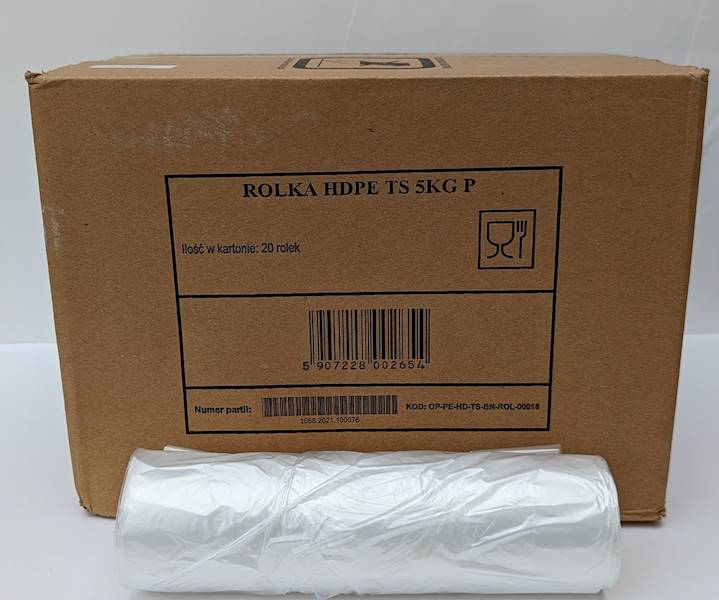 ROLKA HDPE TS 5KG P
Ilość w kartonie: 20 rolek
5 907228 002654
Numer partii:
1058.2021.100076
KOD: OP-PE-HD-TS-BN-ROL-00018